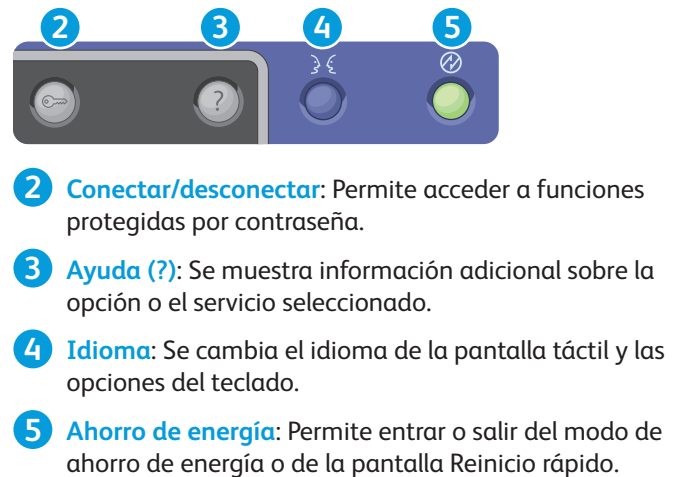 2 3 4 5
?
2 Conectar/desconectar: Permite acceder a funciones
protegidas por contraseña.
3 Ayuda (?): Se muestra información adicional sobre la
opción o el servicio seleccionado.
4 Idioma: Se cambia el idioma de la pantalla táctil y las
opciones del teclado.
5 Ahorro de energía: Permite entrar o salir del modo de
ahorro de energía o de la pantalla Reinicio rápido.